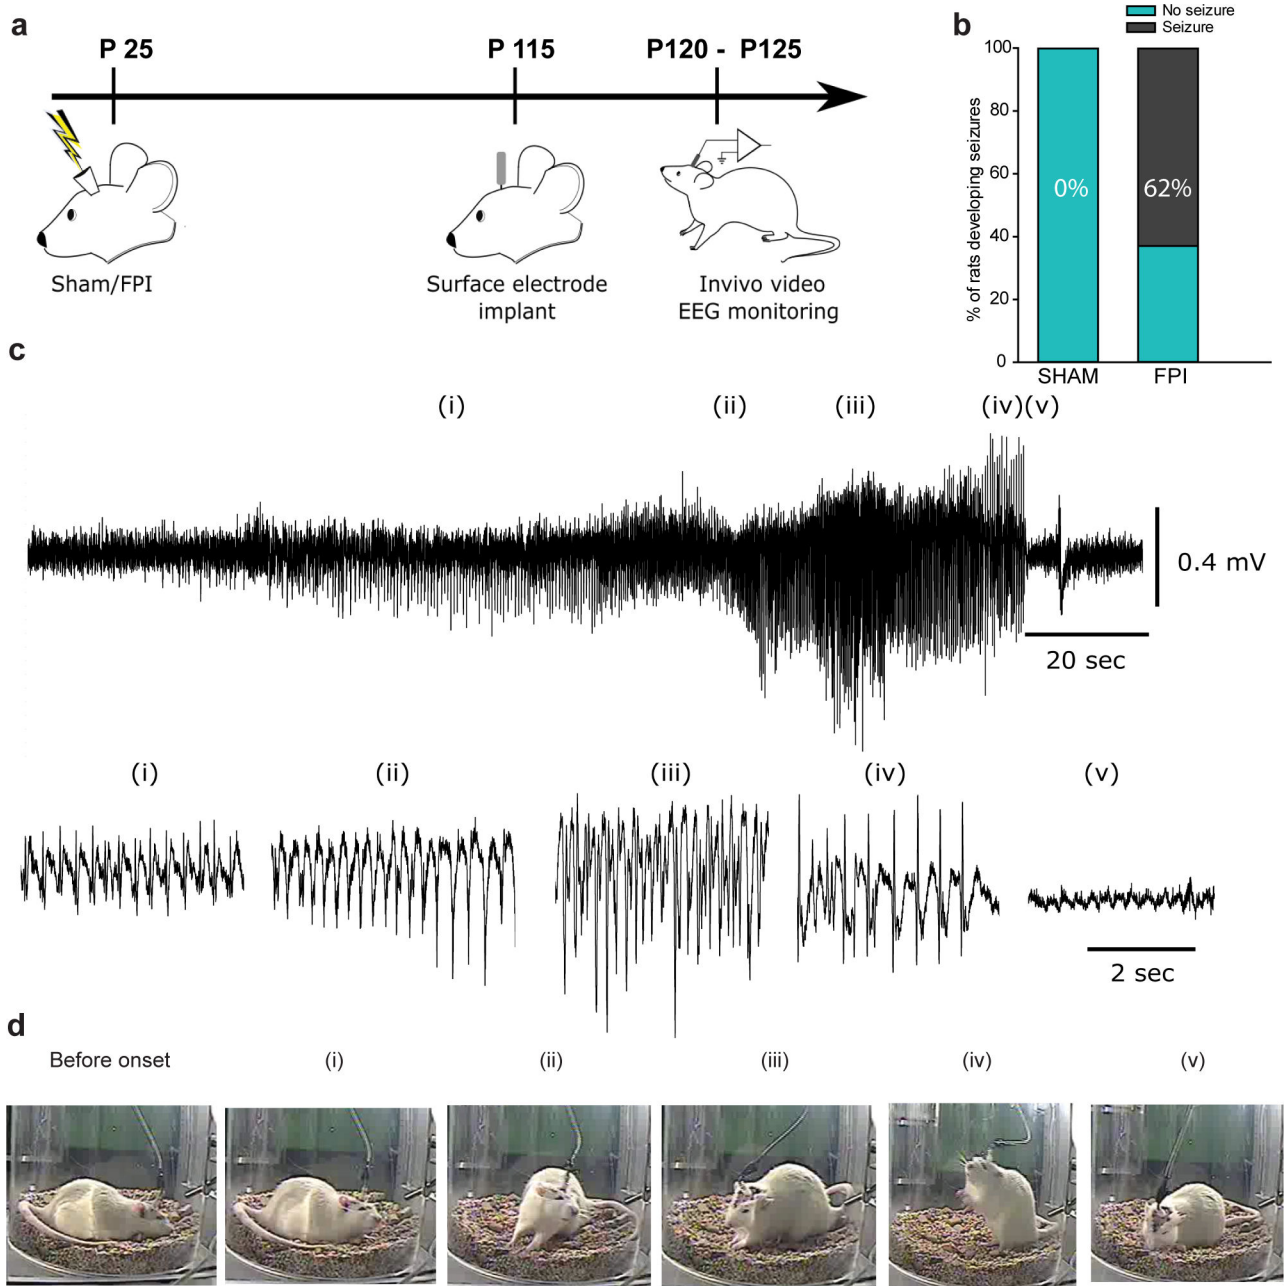 a
P 25
P 115
P120 - P125
Sham/FPI
Surface electrode
implant
Invivo video
EEG monitoring
b
No seizure
Seizure
% of rats developing seizures
100
80
60
40
20
0
0%
62%
SHAM
FPI
c
(i)
(ii)
(iii)
(iv)(v)
0.4 mV
20 sec
(i)
(ii)
(iii)
(iv)
(v)
2 sec
d
Before onset
(i)
(ii)
(iii)
(iv)
(v)